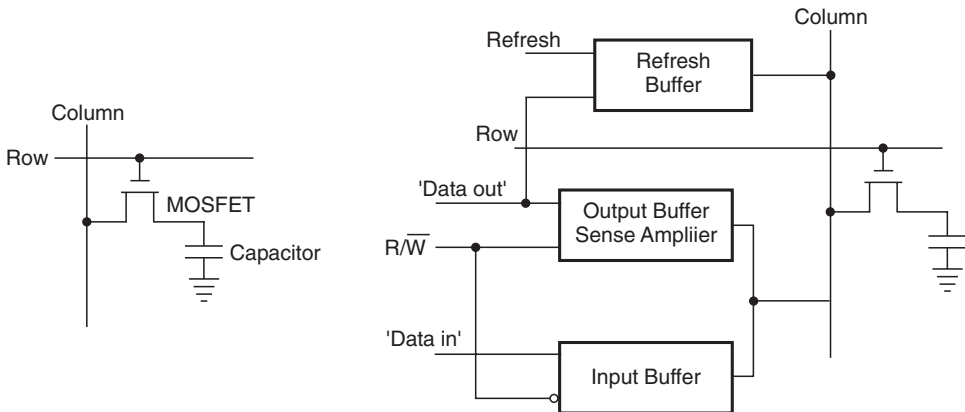 Column
Row
MOSFET
Capacitor
Column
Refresh
Refresh
Buffer
Row
'Data out'
Output Buffer
Sense Ampliier
R/W̅
'Data in'
Input Buffer